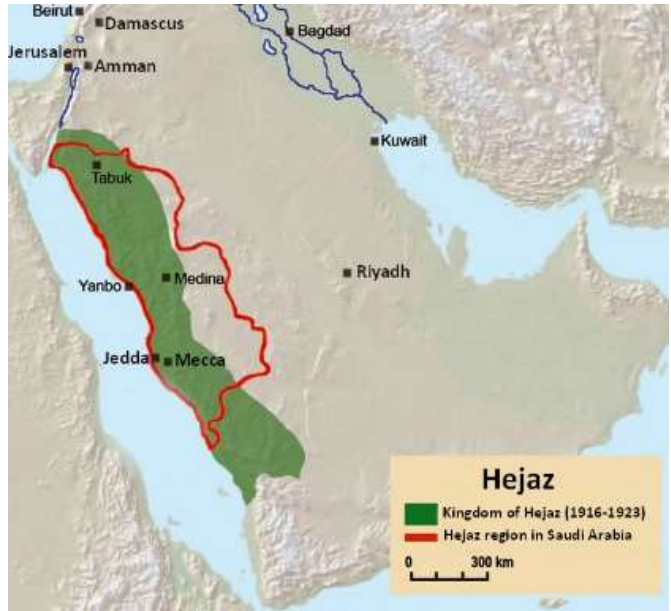 Beirut
Damascus
Bagdad
Jerusalem
Amman
Kuwait
Tabuk
Medina
Riyadh
Yanbo
Jedda
Mecca
Hejaz
Kingdom of Hejaz (1916-1923)
Hejaz region in Saudi Arabia
0 300 km